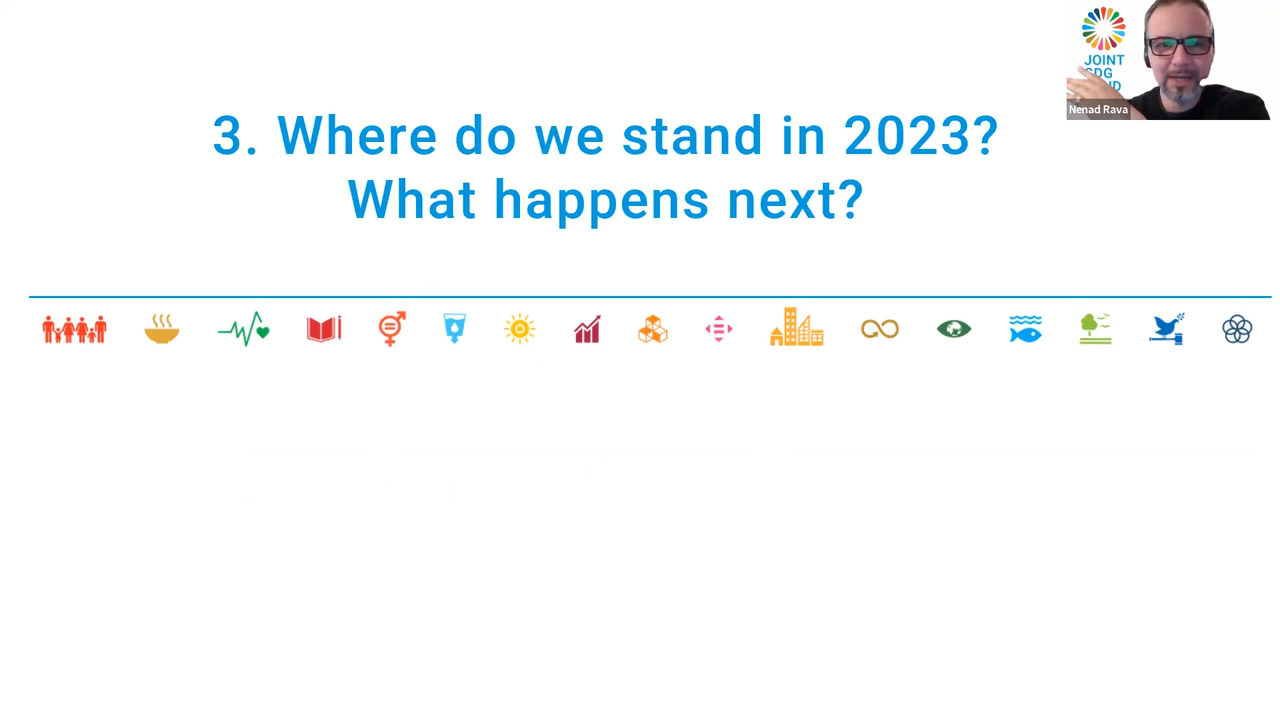 3. Where do we stand in 2023?
What happens next?
JOINT
Nenad Rava